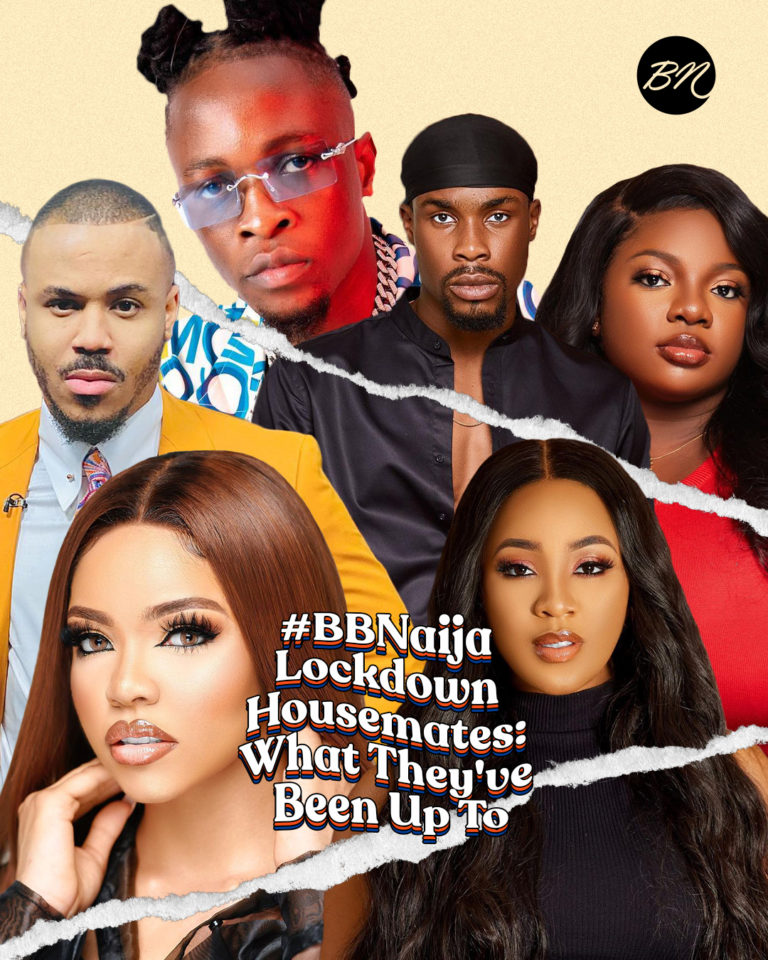 BN
#BBNaija
Lockdown
Housemates:
What They've
Been Up To